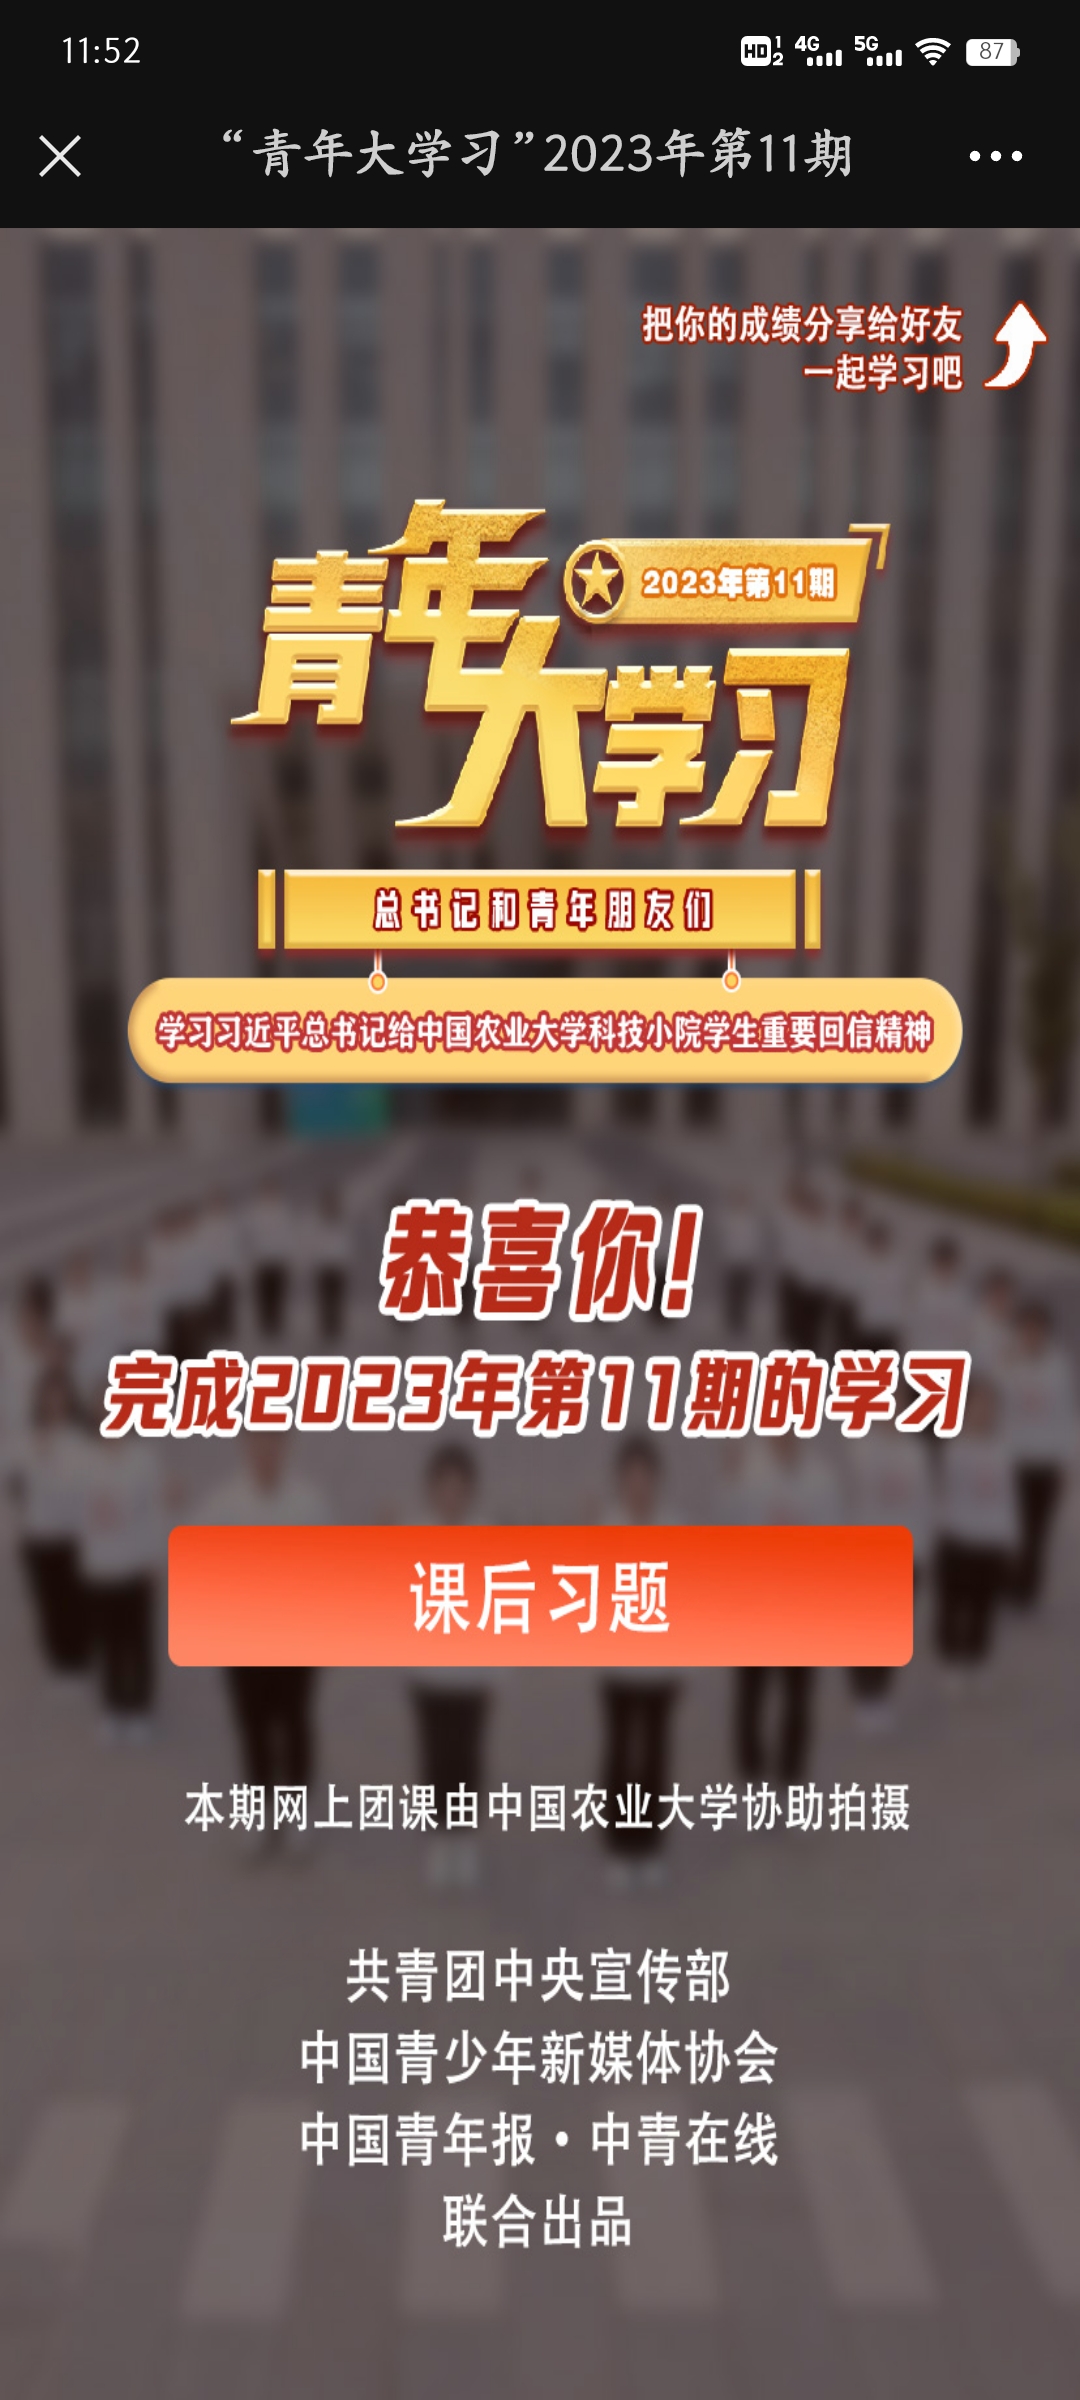 11:52
HD 1 2 4G 5G 87
“青年大学习”2023年第11期
把你的成绩分享给好友
一起学习吧
青年大学习
2023年第11期
总书记和青年朋友们
学习习近平总书记给中国农业大学科技小院学生重要回信精神
恭喜你!
完成2023年第11期的学习
课后习题
本期网上团课由中国农业大学协助拍摄
共青团中央宣传部
中国青少年新媒体协会
中国青年报·中青在线
联合出品